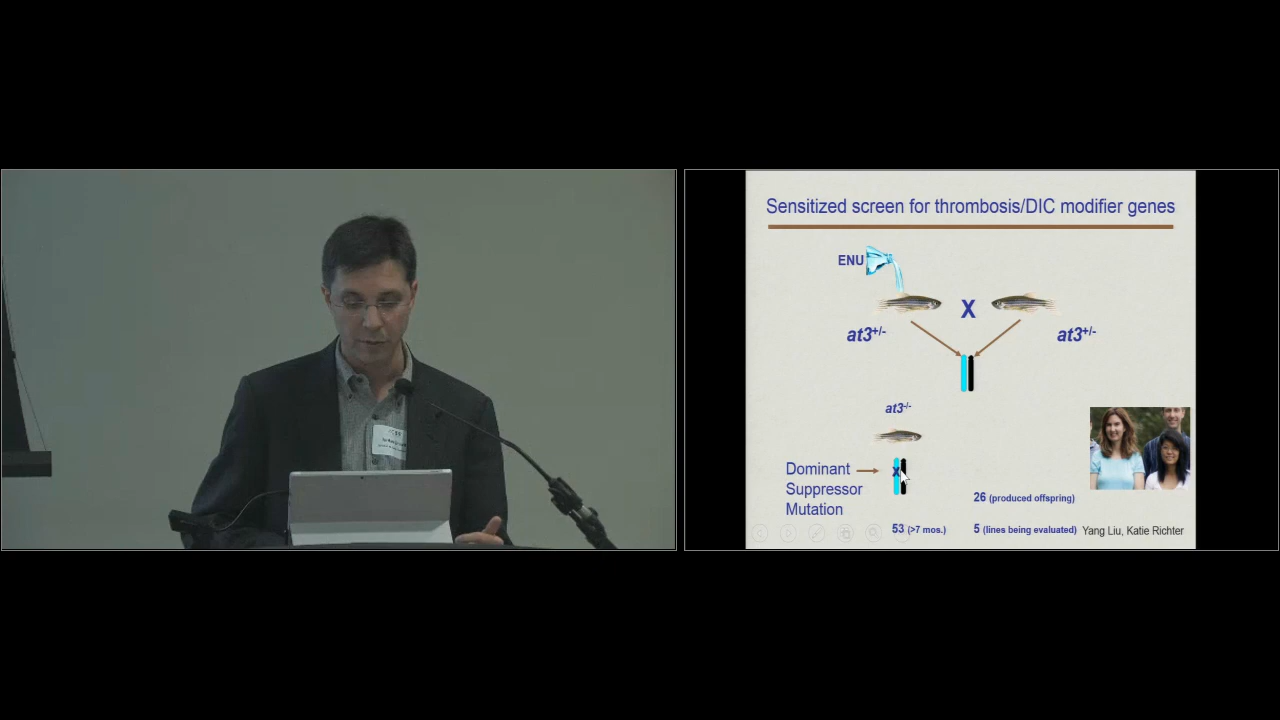 Sensitized screen for thrombosis/DIC modifier genes
ENU
X
at3+/-
at3+/-
at3-/-
Dominant
Suppressor
Mutation
x
26 (produced offspring)
53 (>7 mos.)
5 (lines being evaluated)
Yang Liu, Katie Richter